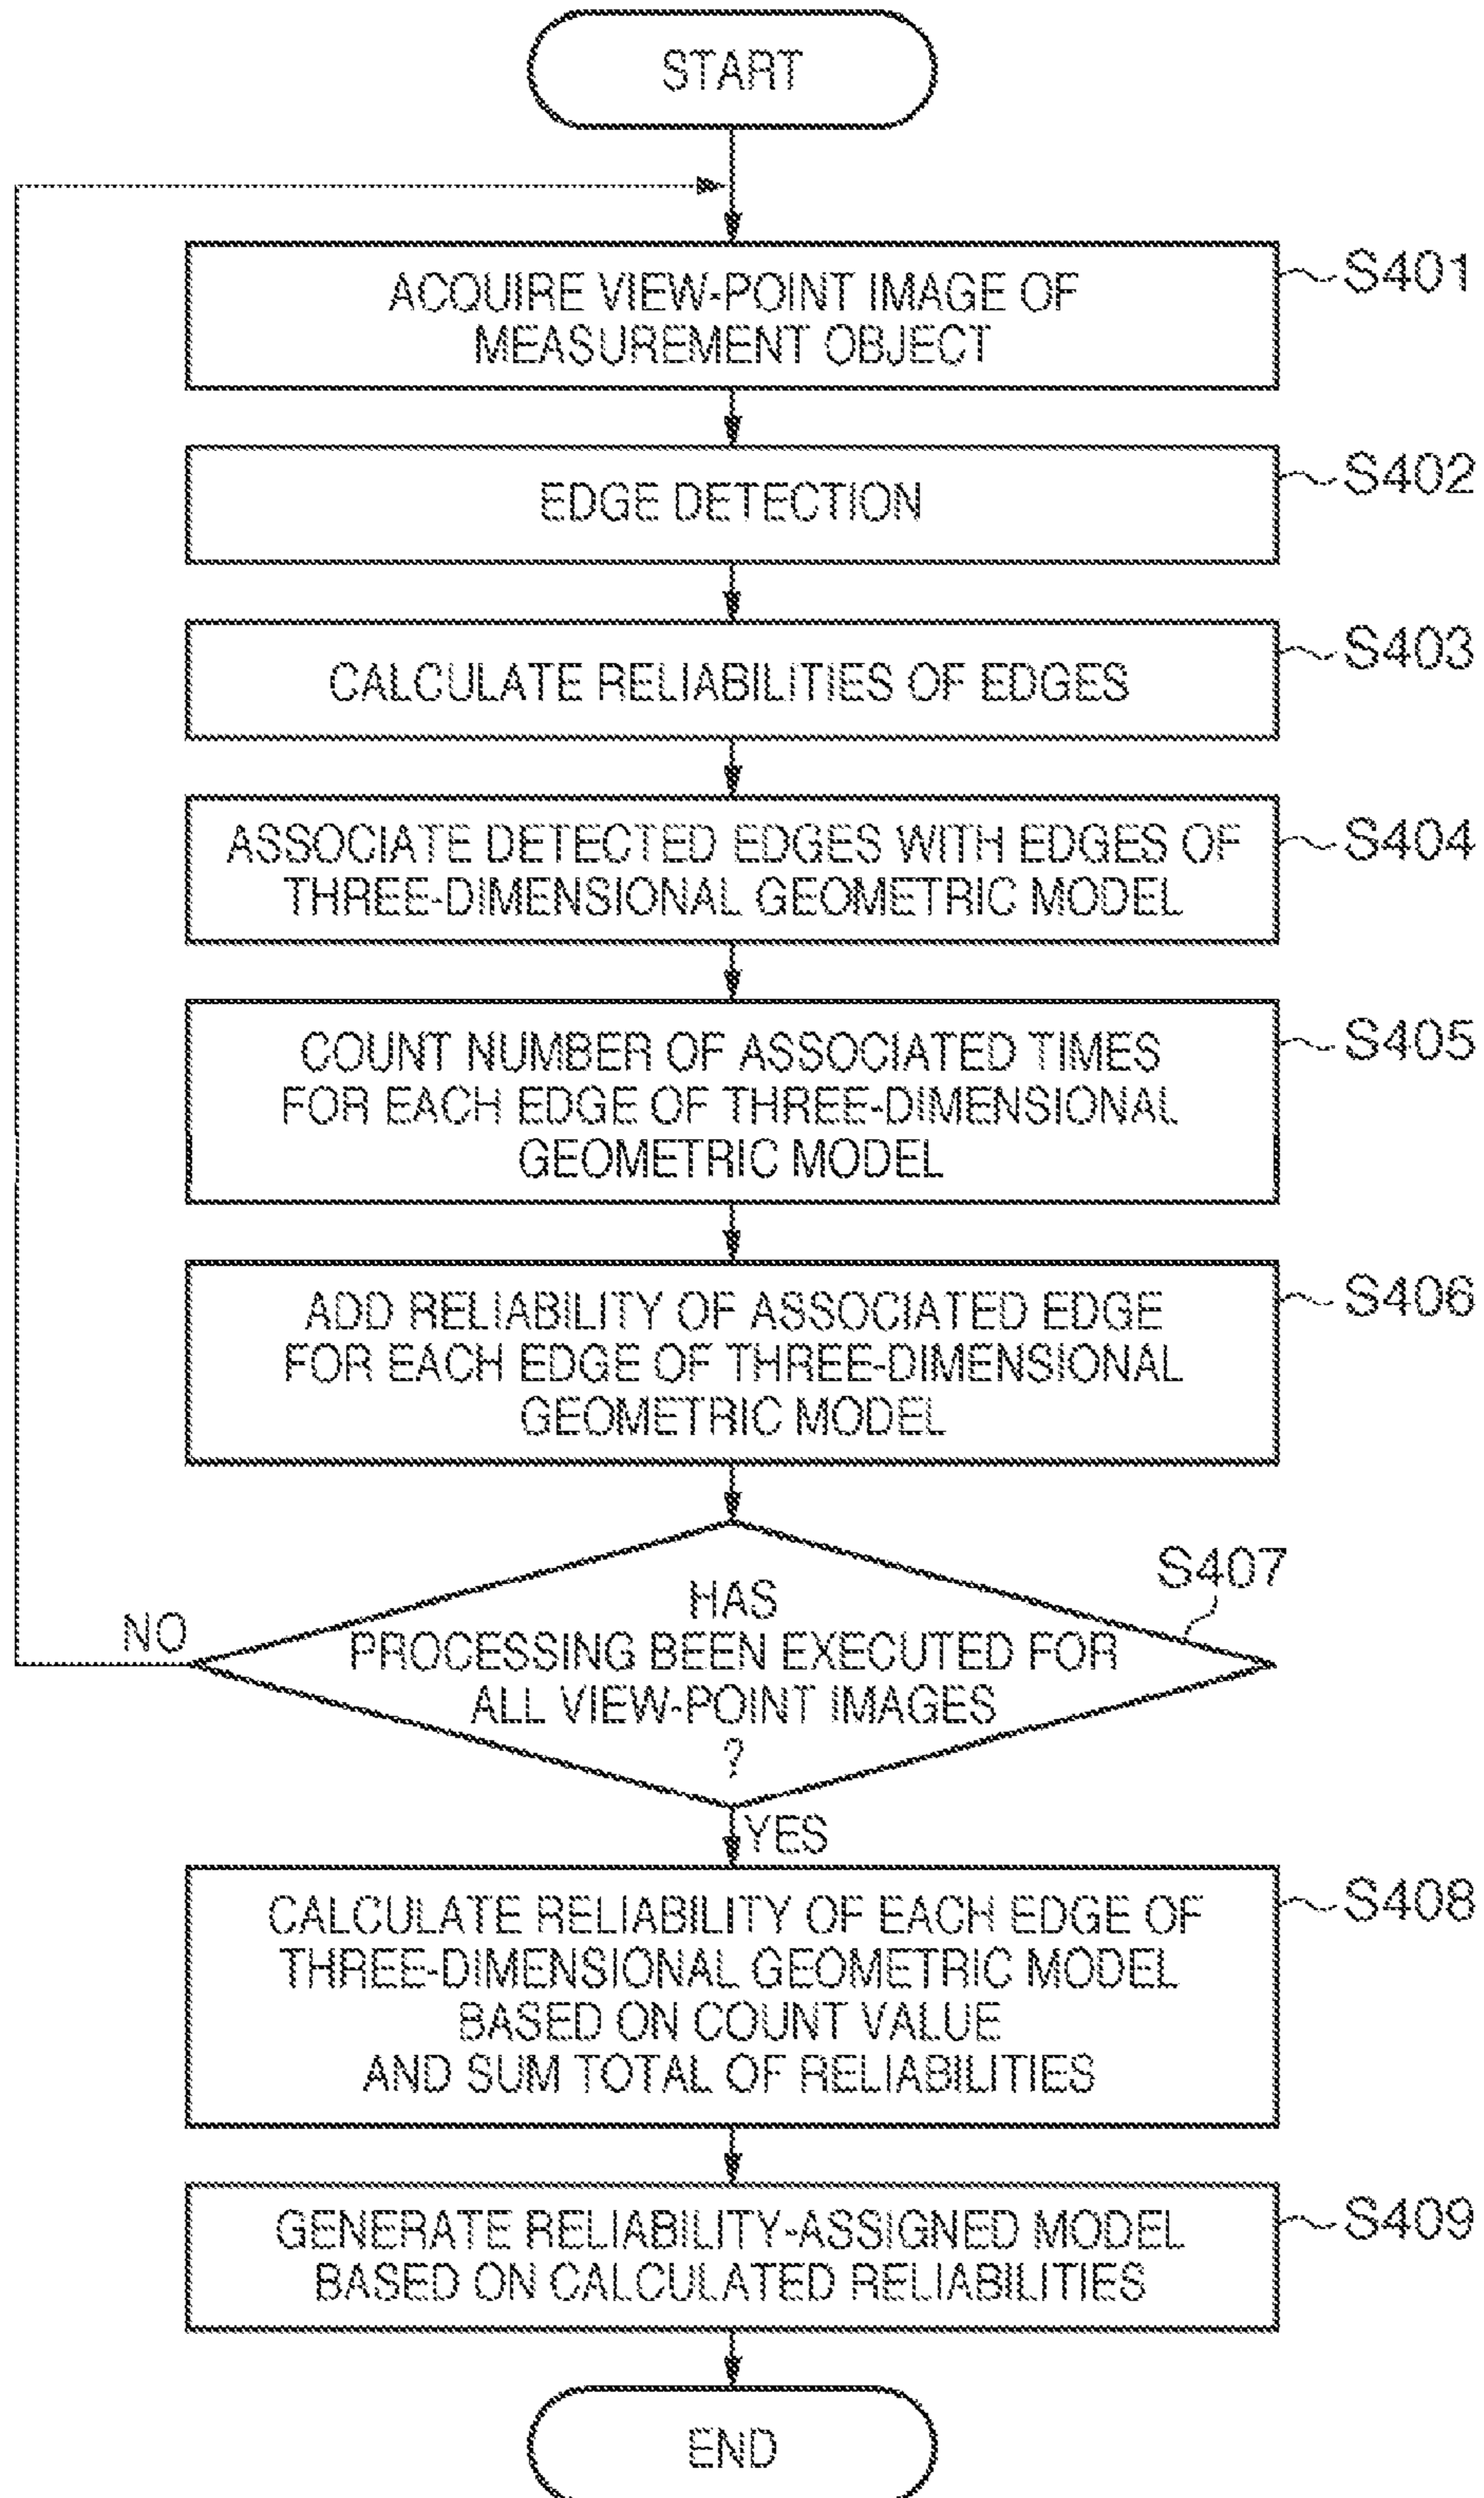 START
ACQUIRE VIEW-POINT IMAGE OF
MEASUREMENT OBJECT
S401
EDGE DETECTION
S402
CALCULATE RELIABILITIES OF EDGES
S403
ASSOCIATE DETECTED EDGES WITH EDGES OF
THREE-DIMENSIONAL GEOMETRIC MODEL
S404
COUNT NUMBER OF ASSOCIATED TIMES
FOR EACH EDGE OF THREE-DIMENSIONAL
GEOMETRIC MODEL
S405
ADD RELIABILITY OF ASSOCIATED EDGE
FOR EACH EDGE OF THREE-DIMENSIONAL
GEOMETRIC MODEL
S406
HAS
PROCESSING BEEN EXECUTED FOR
ALL VIEW-POINT IMAGES
?
S407
NO
YES
CALCULATE RELIABILITY OF EACH EDGE OF
THREE-DIMENSIONAL GEOMETRIC MODEL
BASED ON COUNT VALUE
AND SUM TOTAL OF RELIABILITIES
S408
GENERATE RELIABILITY-ASSIGNED MODEL
BASED ON CALCULATED RELIABILITIES
S409
END